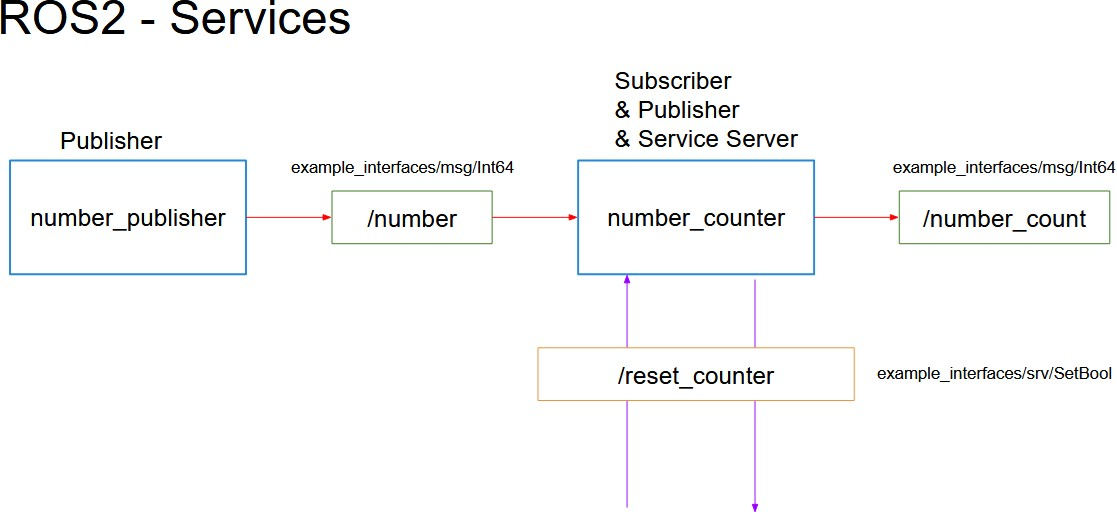 ROS2 - Services
Subscriber
& Publisher
& Service Server
Publisher
example_interfaces/msg/Int64
example_interfaces/msg/Int64
number_publisher
/number
number_counter
/number_count
/reset_counter
example_interfaces/srv/SetBool